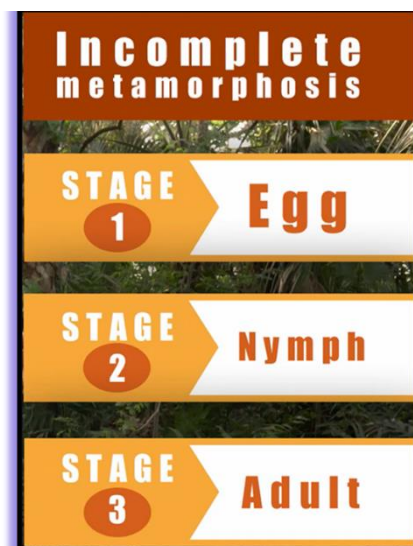 Incomplete
metamorphosis
STAGE
1
Egg
STAGE
2
Nymph
STAGE
3
Adult